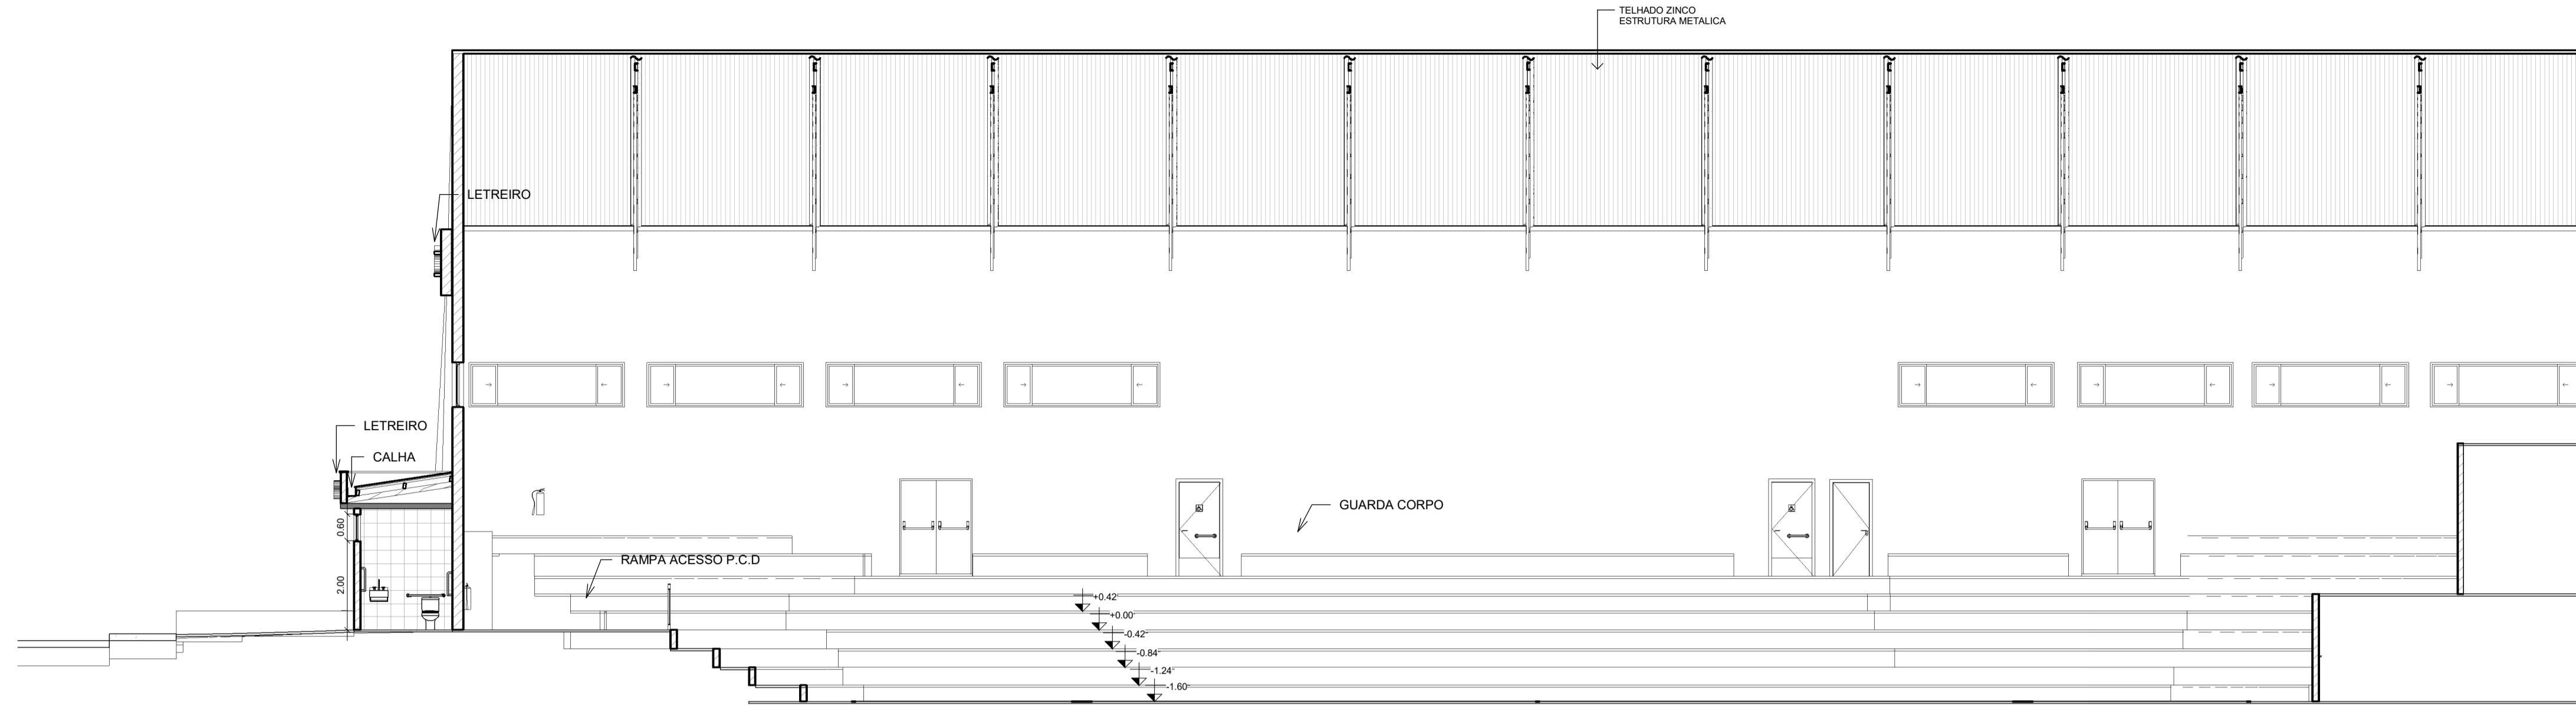 TELHADO ZINCO
ESTRUTURA METALICA
LETREIRO
LETREIRO
CALHA
GUARDA CORPO
0.60
RAMPA ACESSO P.C.D
2.00
+0.42
+0.00
-0.42
-0.84
-1.24
-1.60